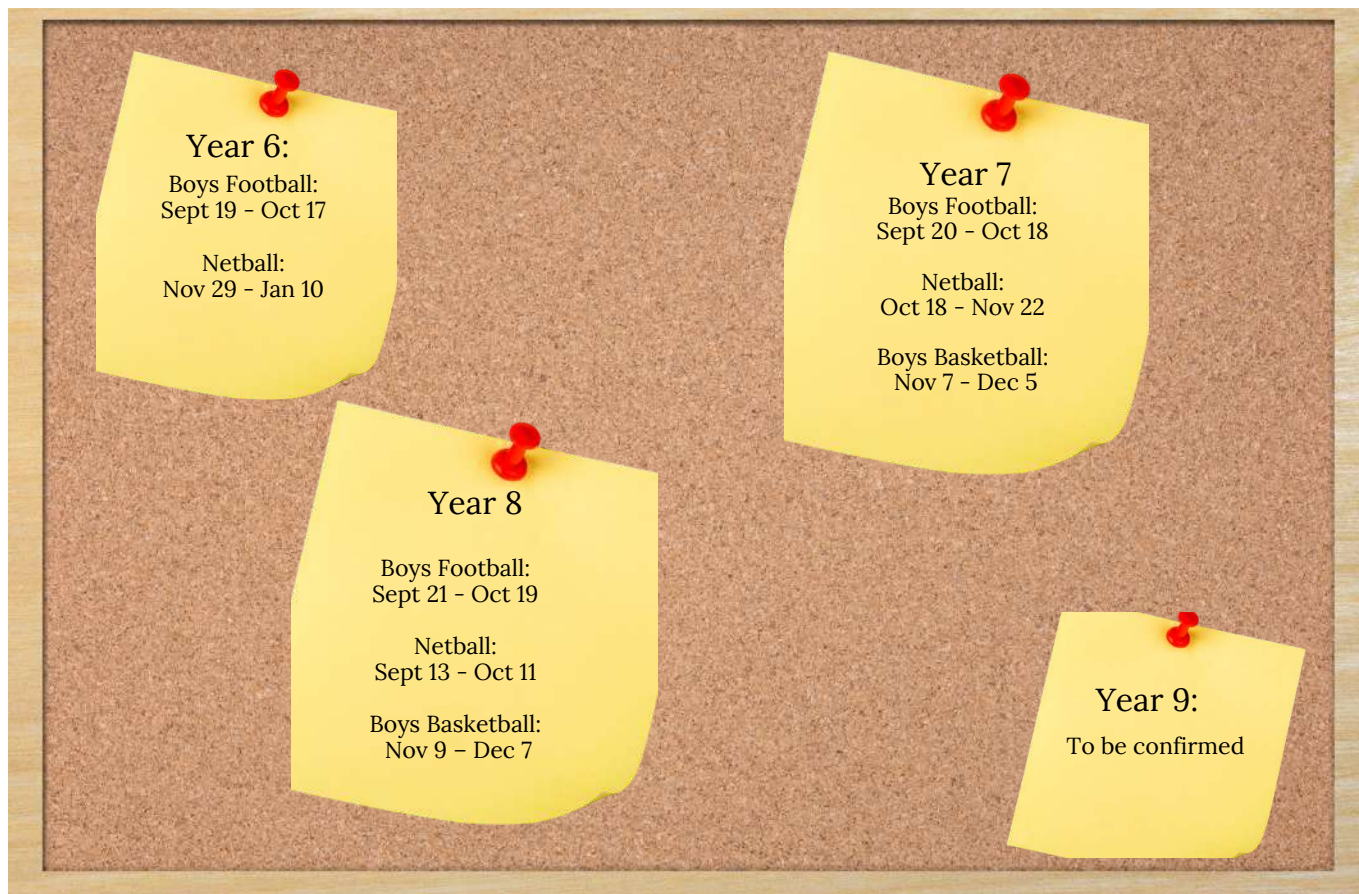 Year 6:
Boys Football:
Sept 19 - Oct 17
Netball:
Nov 29 - Jan 10
Year 7
Boys Football:
Sept 20 - Oct 18
Netball:
Oct 18 - Nov 22
Boys Basketball:
Nov 7 - Dec 5
Year 8
Boys Football:
Sept 21 - Oct 19
Netball:
Sept 13 - Oct 11
Boys Basketball:
Nov 9 – Dec 7
Year 9:
To be confirmed